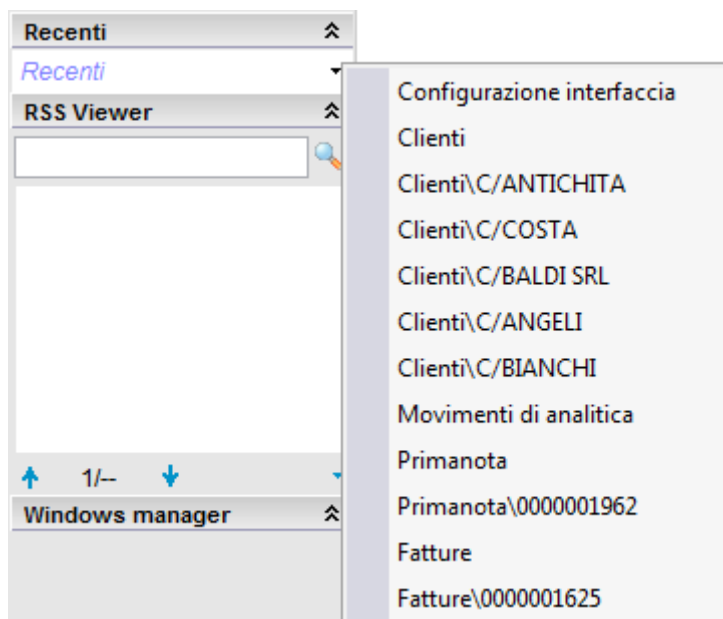 Recenti
Recenti
RSS Viewer
1/--
Windows manager
Configurazione interfaccia
Clienti
Clienti\C/ANTICHITA
Clienti\C/COSTA
Clienti\C/BALDI SRL
Clienti\C/ANGELI
Clienti\C/BIANCHI
Movimenti di analitica
Primanota
Primanota\0000001962
Fatture
Fatture\0000001625